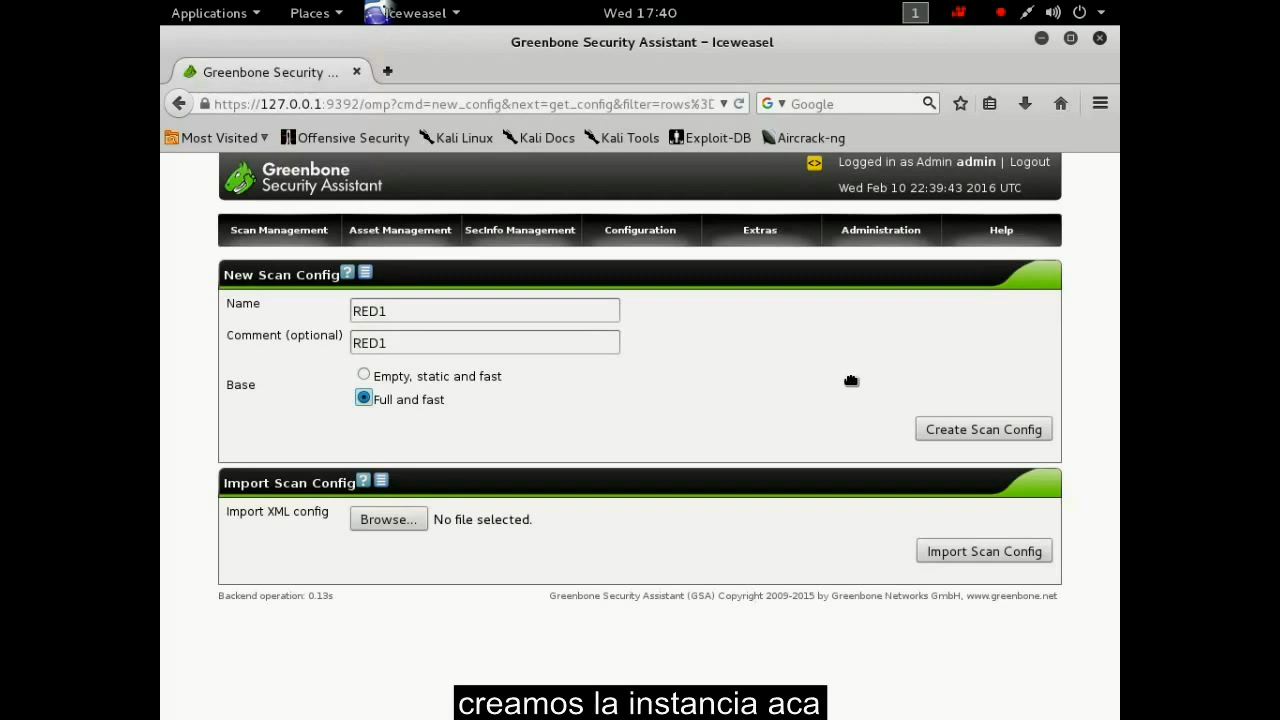 Applications Places Iceweasel Wed 17:40 1
Greenbone Security Assistant – Iceweasel
Greenbone Security ...
https://127.0.0.1:9392/omp?cmd=new_config&next=get_config&filter=rows%3D Google
Most Visited Offensive Security Kali Linux Kali Docs Kali Tools Exploit-DB Aircrack-ng
Greenbone
Security Assistant
Logged in as Admin admin | Logout
Wed Feb 10 22:39:43 2016 UTC
Scan Management Asset Management SecInfo Management Configuration Extras Administration Help
New Scan Config
Name RED1
Comment (optional) RED1
Base
Empty, static and fast
Full and fast
Create Scan Config
Import Scan Config
Import XML config Browse... No file selected.
Import Scan Config
Backend operation: 0.13s Greenbone Security Assistant (GSA) Copyright 2009-2015 by Greenbone Networks GmbH, www.greenbone.net
creamos la instancia aca